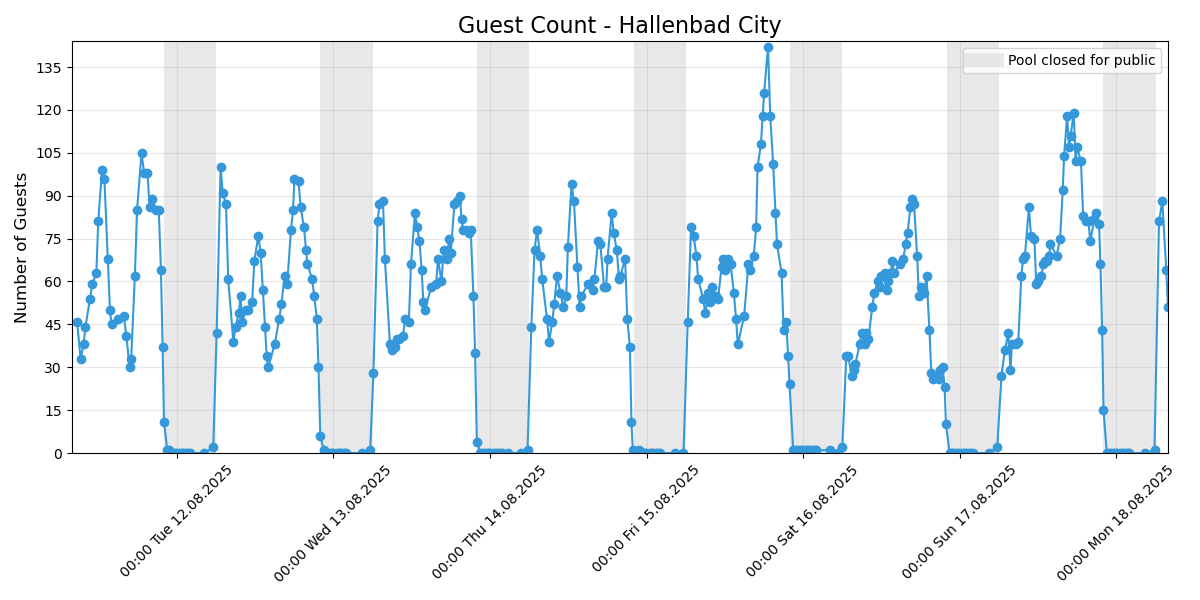 Guest Count - Hallenbad City
Pool closed for public
Number of Guests
135
120
105
90
75
60
45
30
15
0
00:00 Tue 12.08.2025
00:00 Wed 13.08.2025
00:00 Thu 14.08.2025
00:00 Fri 15.08.2025
00:00 Sat 16.08.2025
00:00 Sun 17.08.2025
00:00 Mon 18.08.2025